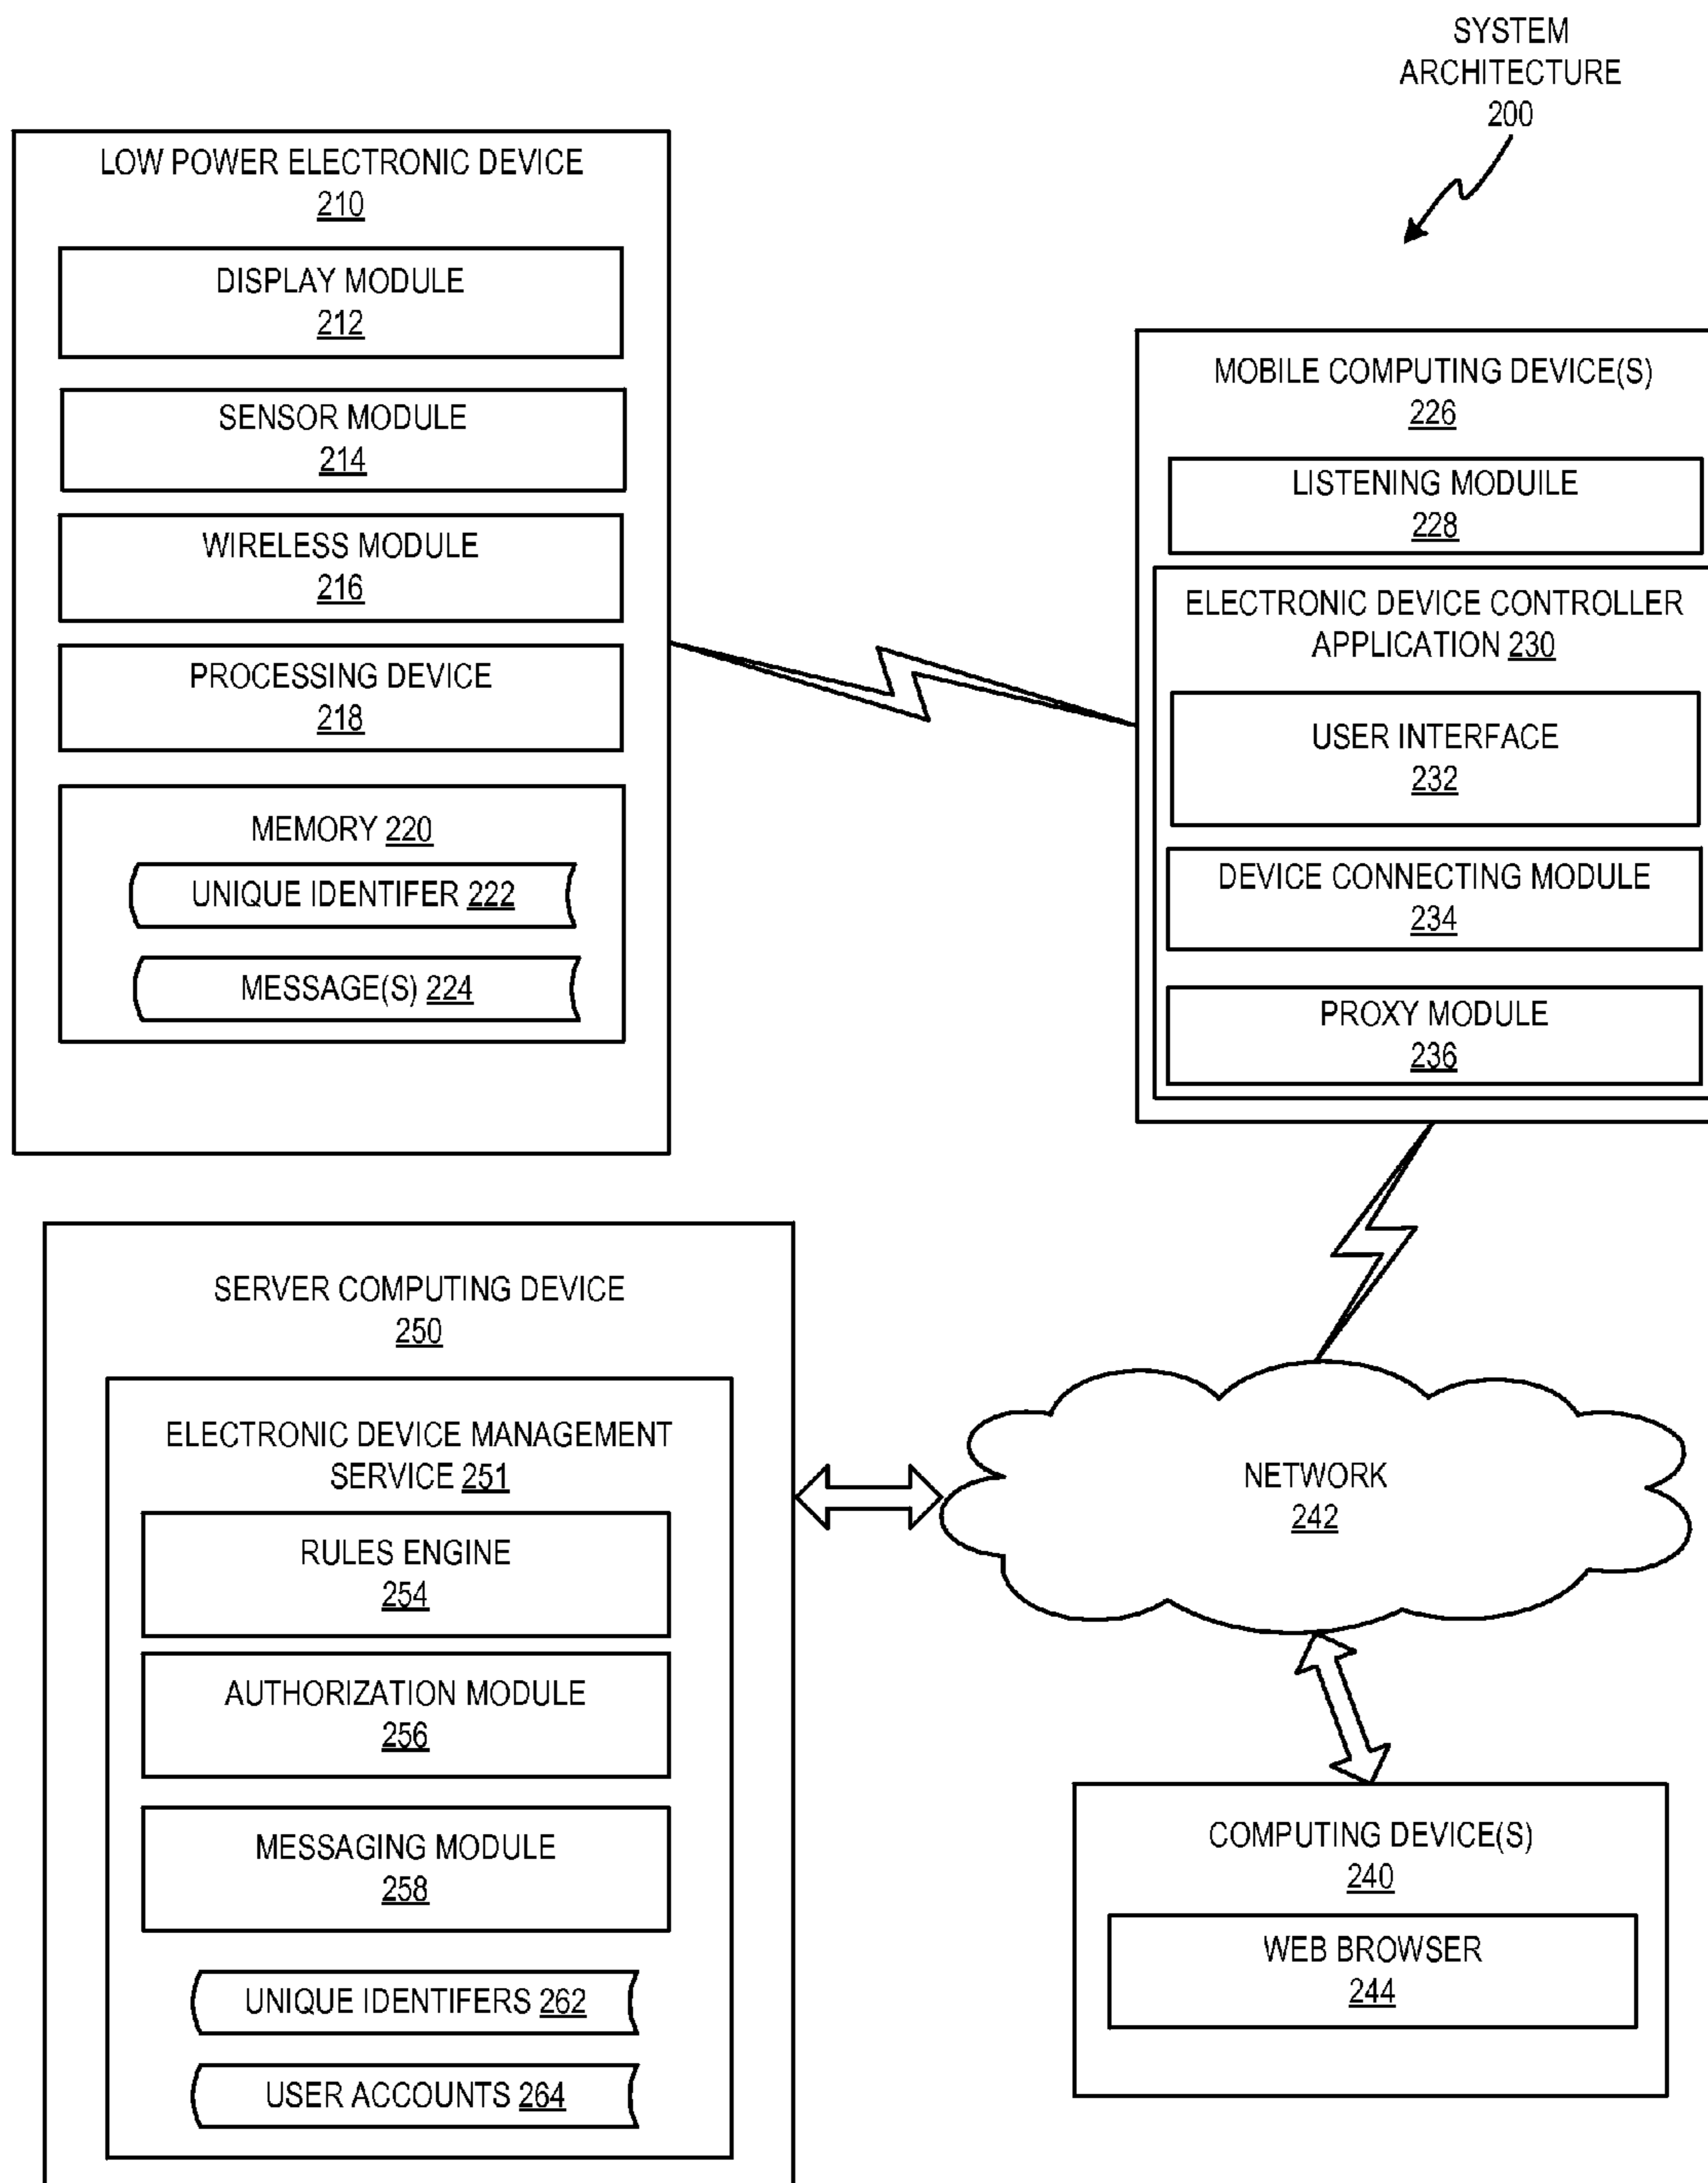 SYSTEM
ARCHITECTURE
200
LOW POWER ELECTRONIC DEVICE
210
DISPLAY MODULE
212
SENSOR MODULE
214
WIRELESS MODULE
216
PROCESSING DEVICE
218
MEMORY 220
UNIQUE IDENTIFER 222
MESSAGE(S) 224
MOBILE COMPUTING DEVICE(S)
226
LISTENING MODUILE
228
ELECTRONIC DEVICE CONTROLLER
APPLICATION 230
USER INTERFACE
232
DEVICE CONNECTING MODULE
234
PROXY MODULE
236
SERVER COMPUTING DEVICE
250
ELECTRONIC DEVICE MANAGEMENT
SERVICE 251
RULES ENGINE
254
AUTHORIZATION MODULE
256
MESSAGING MODULE
258
UNIQUE IDENTIFERS 262
USER ACCOUNTS 264
NETWORK
242
COMPUTING DEVICE(S)
240
WEB BROWSER
244